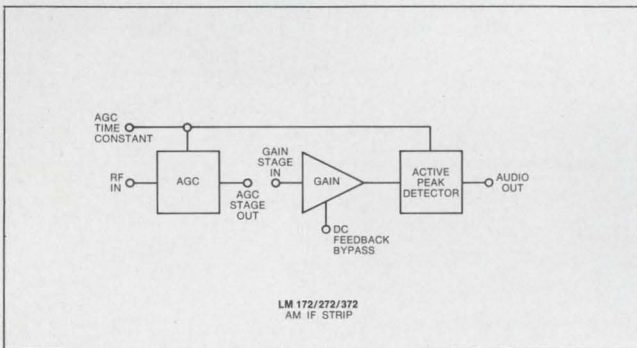 AGC
TIME
CONSTANT
RF
IN
AGC
AGC
STAGE
OUT
GAIN
STAGE
IN
GAIN
DC
FEEDBACK
BYPASS
ACTIVE
PEAK
DETECTOR
AUDIO
OUT
LM 172/272/372
AM IF STRIP